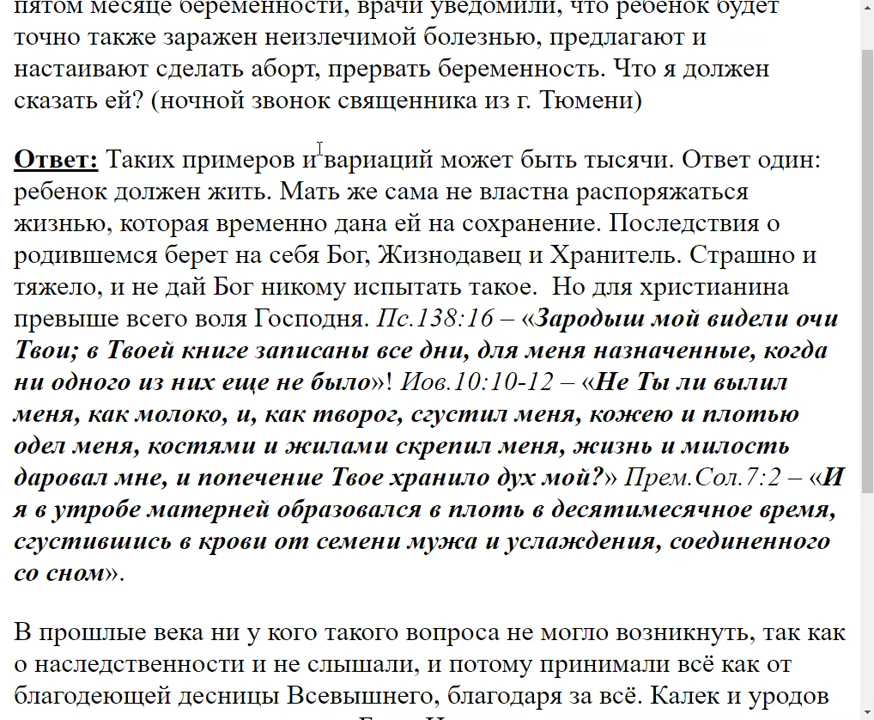 пятом месяце беременности, врачи уведомили, что ребенок будет
точно также заражен неизлечимой болезнью, предлагают и
настаивают сделать аборт, прервать беременность. Что я должен
сказать ей? (ночной звонок священника из г. Тюмени)
Ответ: Таких примеров и вариаций может быть тысячи. Ответ один:
ребенок должен жить. Мать же сама не властна распоряжаться
жизнью, которая временно дана ей на сохранение. Последствия о
родившемся берет на себя Бог, Жизнодавец и Хранитель. Страшно и
тяжело, и не дай Бог никому испытать такое. Но для христианина
превыше всего воля Господня. Пс.138:16 – «Зародыш мой видели очи
Твои; в Твоей книге записаны все дни, для меня назначенные, когда
ни одного из них еще не было»! Иов.10:10-12 – «Не Ты ли вылил
меня, как молоко, и, как творог, сгустил меня, кожею и плотью
одел меня, костями и жилами скрепил меня, жизнь и милость
даровал мне, и попечение Твое хранило дух мой?» Прем.Сол.7:2 – «И
я в утробе матерней образовался в плоть в десятимесячное время,
сгустившись в крови от семени мужа и услаждения, соединенного
со сном».
В прошлые века ни у кого такого вопроса не могло возникнуть, так как
о наследственности и не слышали, и потому принимали всё как от
благодеющей десницы Всевышнего, благодаря за всё. Калек и уродов